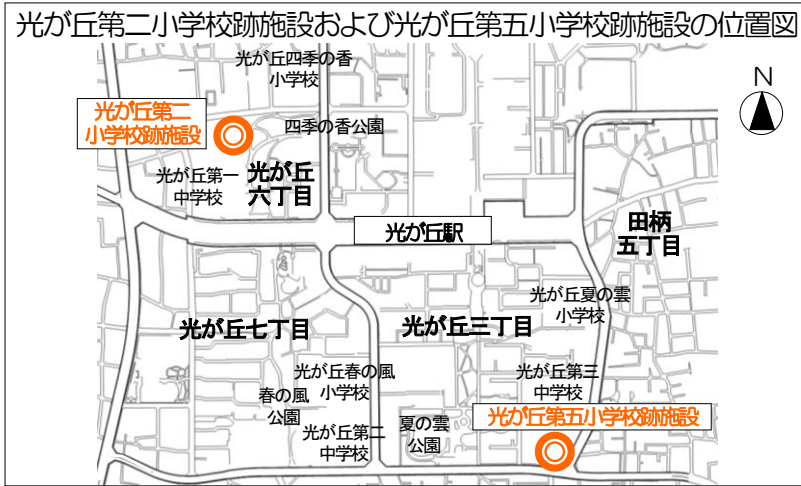 光が丘第二小学校跡施設および光が丘第五小学校跡施設の位置図
光が丘四季の香
小学校
N
光が丘第二
小学校跡施設
四季の香公園
光が丘第一
中学校
光が丘
六丁目
光が丘駅
田柄
五丁目
光が丘夏の雲
小学校
光が丘七丁目
光が丘三丁目
光が丘春の風
小学校
光が丘第三
中学校
春の風
公園
光が丘第五小学校跡施設
光が丘第二
中学校
夏の雲
公園